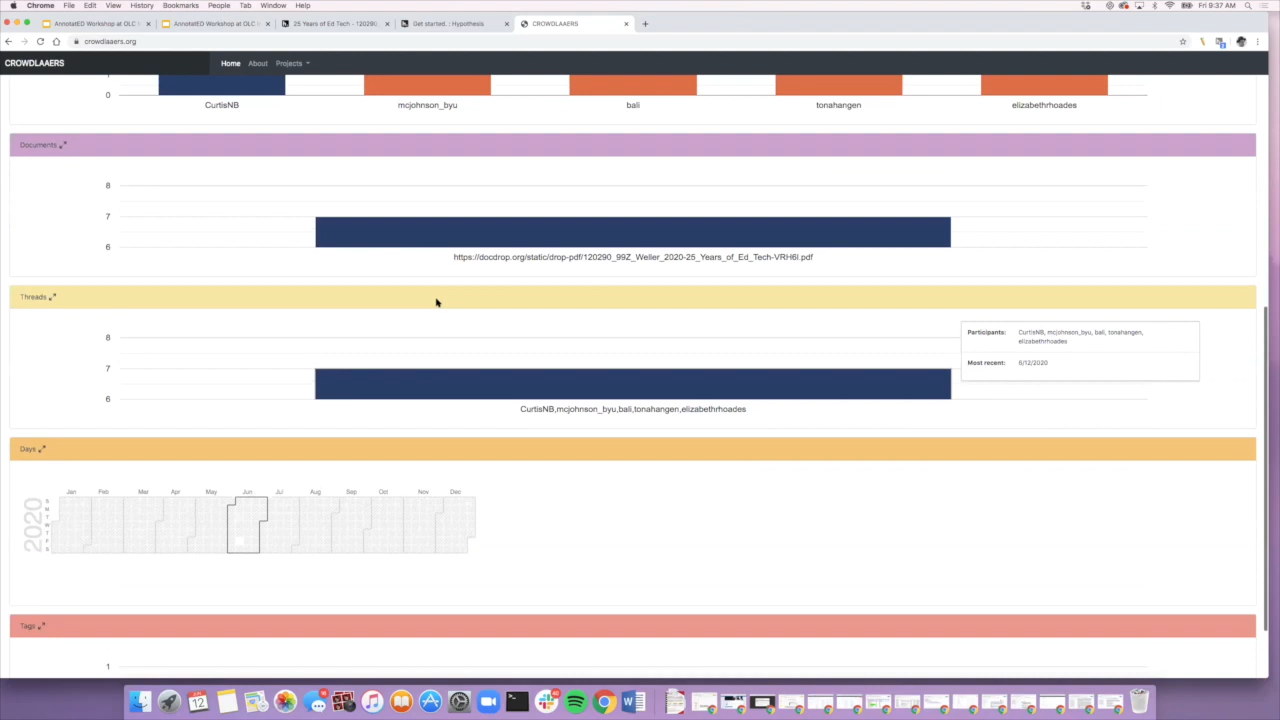 Chrome File Edit View History Bookmarks People Tab Window Help
Fri 9:37 AM
AnnotatED Workshop at OLC
AnnotatED Workshop at OLC
25 Years of Ed Tech - 120290
Get started. : Hypothesis
CROWDLAAERS
crowdlaaers.org
CROWDLAAERS
Home About Projects
0
CurtisNB mcjohnson_byu bali tonahangen elizabethrhoades
Documents
8
7
6
https://docdrop.org/static/drop-pdf/120290_99Z_Weller_2020-25_Years_of_Ed_Tech-VRH6I.pdf
Threads
8
7
6
Participants: CurtisNB, mcjohnson_byu, bali, tonahangen,
elizabethrhoades
Most recent: 6/12/2020
CurtisNB,mcjohnson_byu,bali,tonahangen,elizabethrhoades
Days
Jan Feb Mar Apr May Jun Jul Aug Sep Oct Nov Dec
2020
S
M
T
W
T
F
S
Tags
1
JUN
12